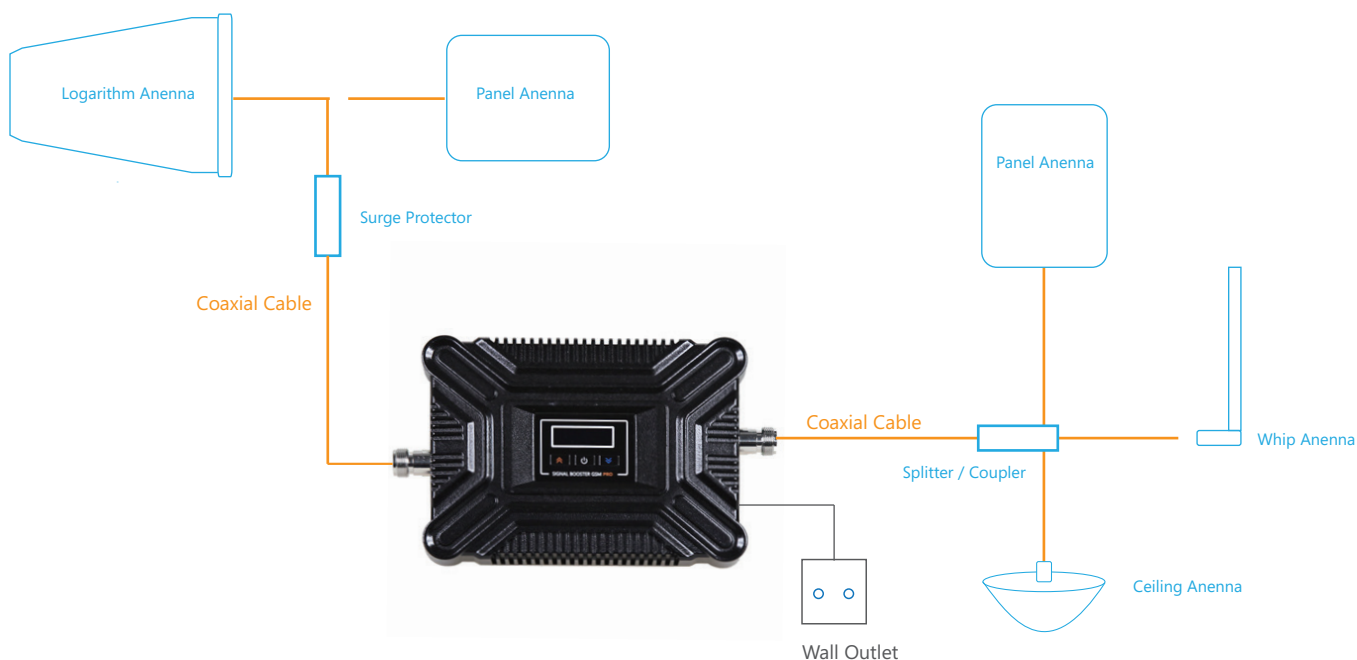 Logarithm Anenna
Panel Anenna
Panel Anenna
Surge Protector
Coaxial Cable
Coaxial Cable
Splitter / Coupler
Whip Anenna
SIGNAL BOOSTER GSM PRO
Ceiling Anenna
Wall Outlet